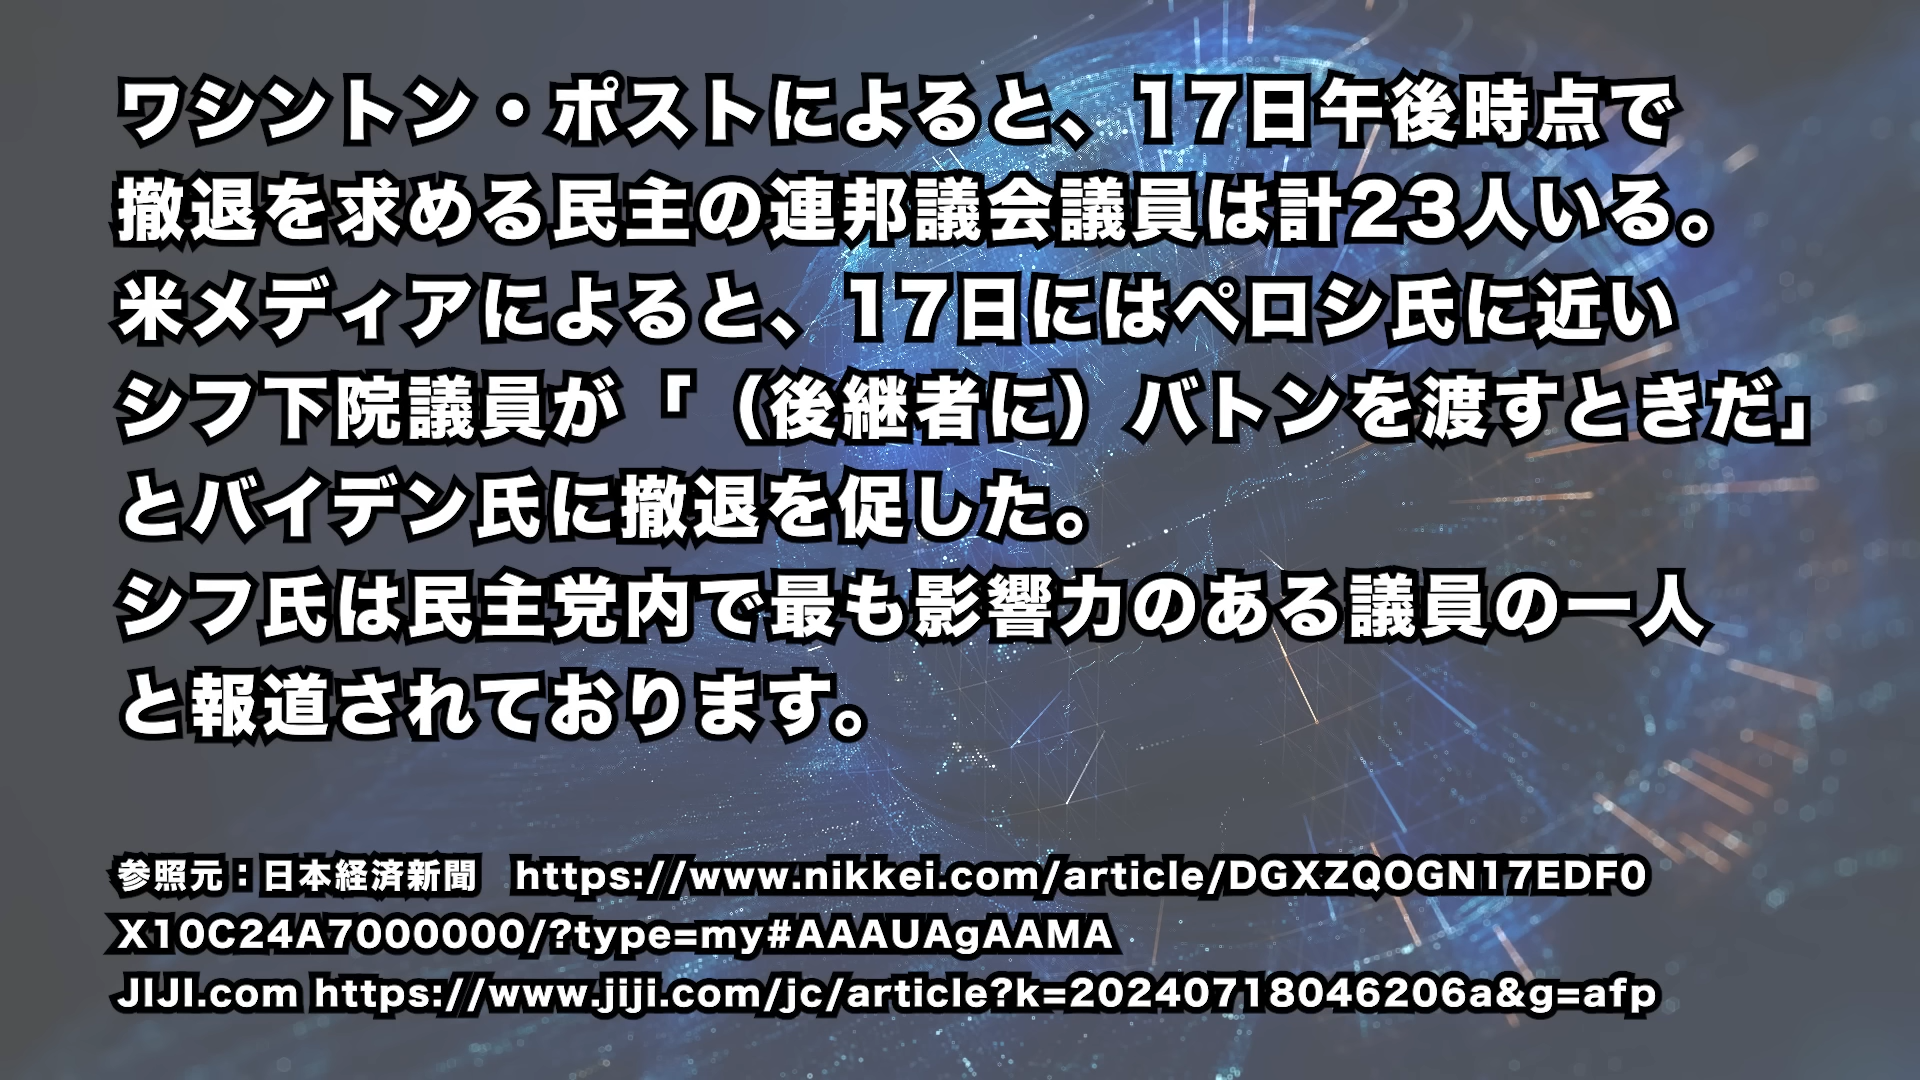 ワシントン・ポストによると、17日午後時点で
撤退を求める民主の連邦議会議員は計23人いる。
米メディアによると、17日にはペロシ氏に近い
シフ下院議員が「（後継者に）バトンを渡すときだ」
とバイデン氏に撤退を促した。
シフ氏は民主党内で最も影響力のある議員の一人
と報道されております。
参照元：日本経済新聞 https://www.nikkei.com/article/DGXZQOGN17EDF0
X10C24A7000000/?type=my#AAAUAgAAMA
JIJI.com https://www.jiji.com/jc/article?k=20240718046206a&g=afp